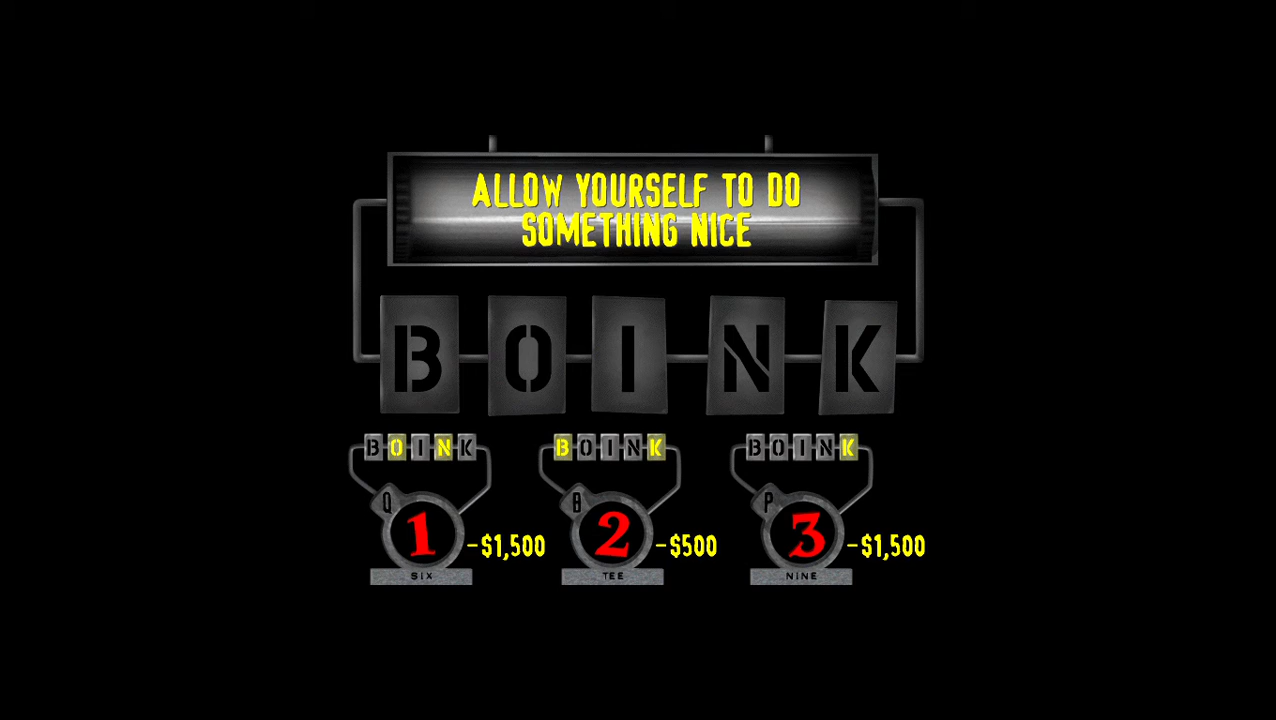 ALLOW YOURSELF TO DO
SOMETHING NICE
B O I N K
BOINK BOINK BOINK
Q B P
1 -$1,500 2 -$500 3 -$1,500
SIX TEE NINE